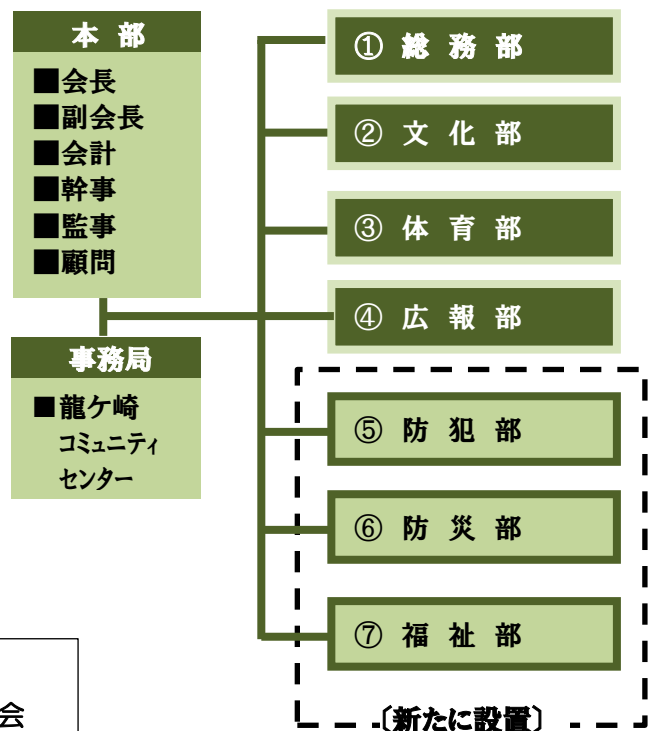 本 部
■会長
■副会長
■会計
■幹事
■監事
■顧問
事務局
■龍ケ崎
コミュニティ
センター
① 総 務 部
② 文 化 部
③ 体 育 部
④ 広 報 部
⑤ 防 犯 部
⑥ 防 災 部
⑦ 福 祉 部
〔新たに設置〕
会